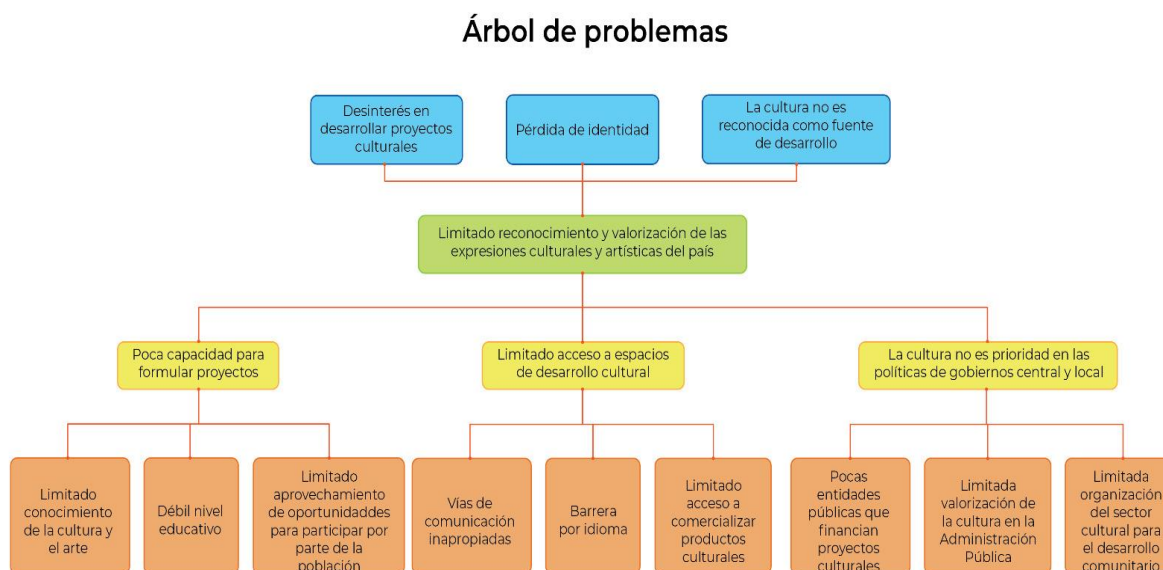 Árbol de problemas
Desinterés en
desarrollar proyectos
culturales
Pérdida de identidad
La cultura no es
reconocida como fuente
de desarrollo
Limitado reconocimiento y valorización de las
expresiones culturales y artísticas del país
Poca capacidad para
formular proyectos
Limitado acceso a espacios
de desarrollo cultural
La cultura no es prioridad en las
políticas de gobiernos central y local
Limitado
conocimiento
de la cultura y
el arte
Débil nivel
educativo
Limitado
aprovechamiento
de oportunidaddes
para participar por
parte de la
población
Vías de
comunicación
inapropiadas
Barrera
por idioma
Limitado
acceso a
comercializar
productos
culturales
Pocas
entidades
públicas que
financian
proyectos
culturales
Limitada
valorización de
la cultura en la
Administración
Pública
Limitada
organización
del sector
cultural para
el desarrollo
comunitario